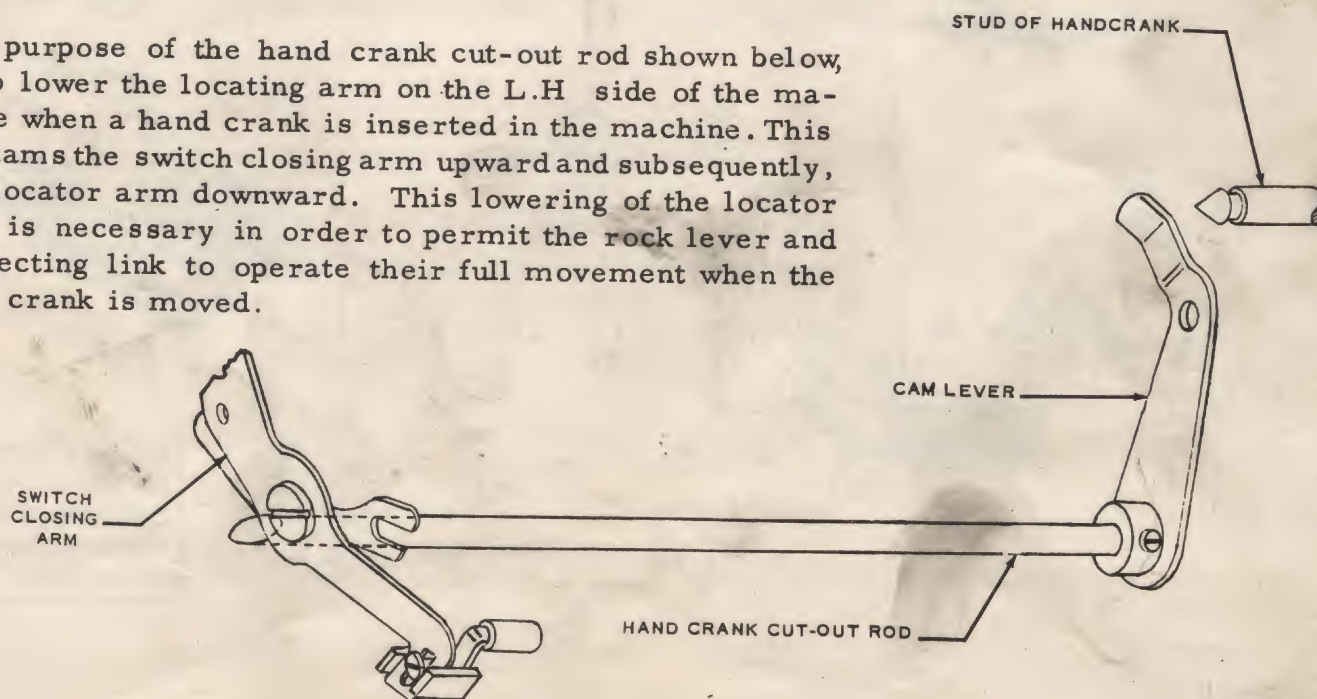 purpose of the hand crank cut-out rod shown below,
lower the locating arm on the L.H side of the ma-
when a hand crank is inserted in the machine. This
the switch closing arm upward and subsequently,
locator arm downward. This lowering of the locator
is necessary in order to permit the rock lever and
ecting link to operate their full movement when the
crank is moved.
STUD OF HANDCRANK
CAM LEVER
SWITCH
CLOSING
ARM
HAND CRANK CUT-OUT ROD